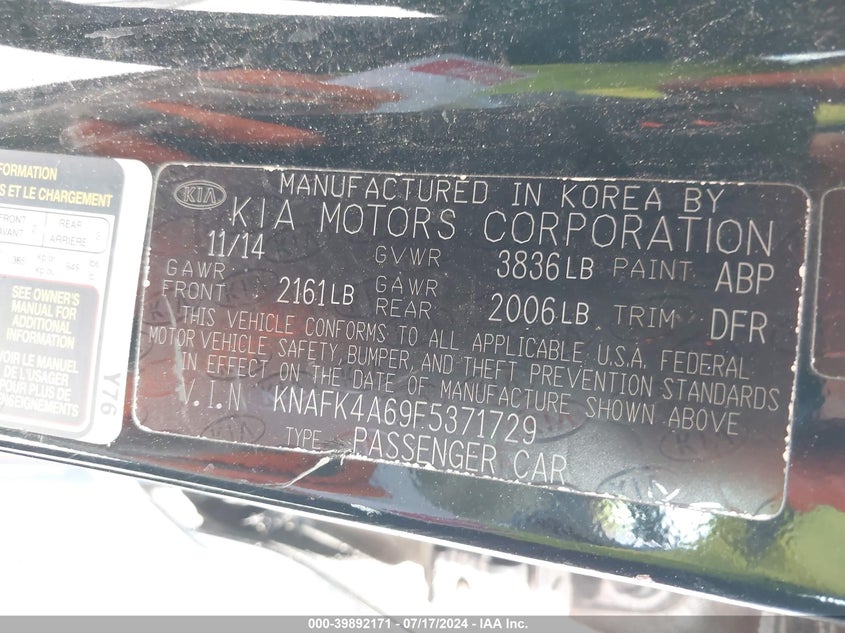 FORMATION
S ET LE CHARGEMENT
FRONT 2 REAR 3
AVANT ARRIÈRE
SEE OWNER'S
MANUAL FOR
ADDITIONAL
INFORMATION
VOIR LE MANUEL
DE L'USAGER
POUR PLUS DE
RENSEIGNEMENTS
Y76
KIA
MANUFACTURED IN KOREA BY
KIA MOTORS CORPORATION
11/14 GVWR 3836LB PAINT ABP
GAWR FRONT 2161LB GAWR REAR 2006LB TRIM DFR
THIS VEHICLE CONFORMS TO ALL APPLICABLE U.S.A. FEDERAL
MOTOR VEHICLE SAFETY, BUMPER, AND THEFT PREVENTION STANDARDS
IN EFFECT ON THE DATE OF MANUFACTURE SHOWN ABOVE
V.I.N KNAFK4A69F5371729
TYPE PASSENGER CAR
000-39892171 - 07/17/2024 - IAA Inc.